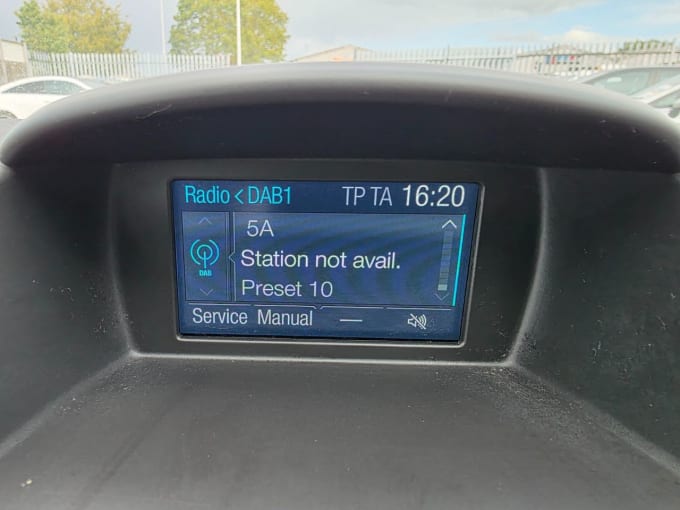 Radio < DAB1 TP TA 16:20
5A
Station not avail.
DAB
Preset 10
Service Manual —